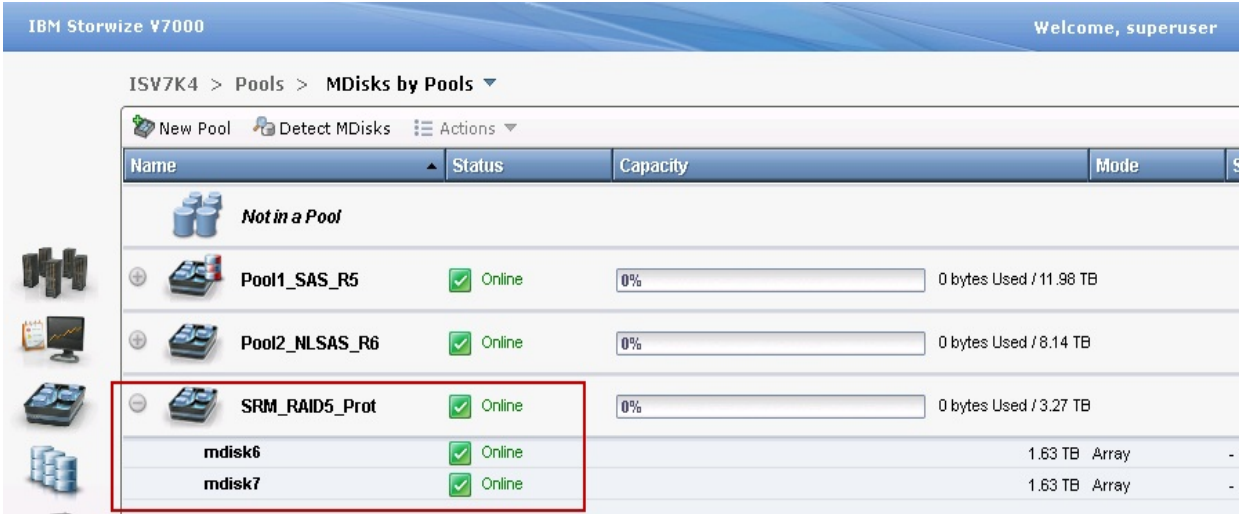 IBM Storwize V7000 Welcome, superuser
ISV7K4 > Pools > MDisks by Pools
New Pool Detect MDisks Actions
Name Status Capacity Mode S
Not in a Pool
Pool1_SAS_R5 Online 0% 0 bytes Used / 11.98 TB
Pool2_NLSAS_R6 Online 0% 0 bytes Used / 8.14 TB
SRM_RAID5_Prot Online 0% 0 bytes Used / 3.27 TB
mdisk6 Online 1.63 TB Array -
mdisk7 Online 1.63 TB Array -